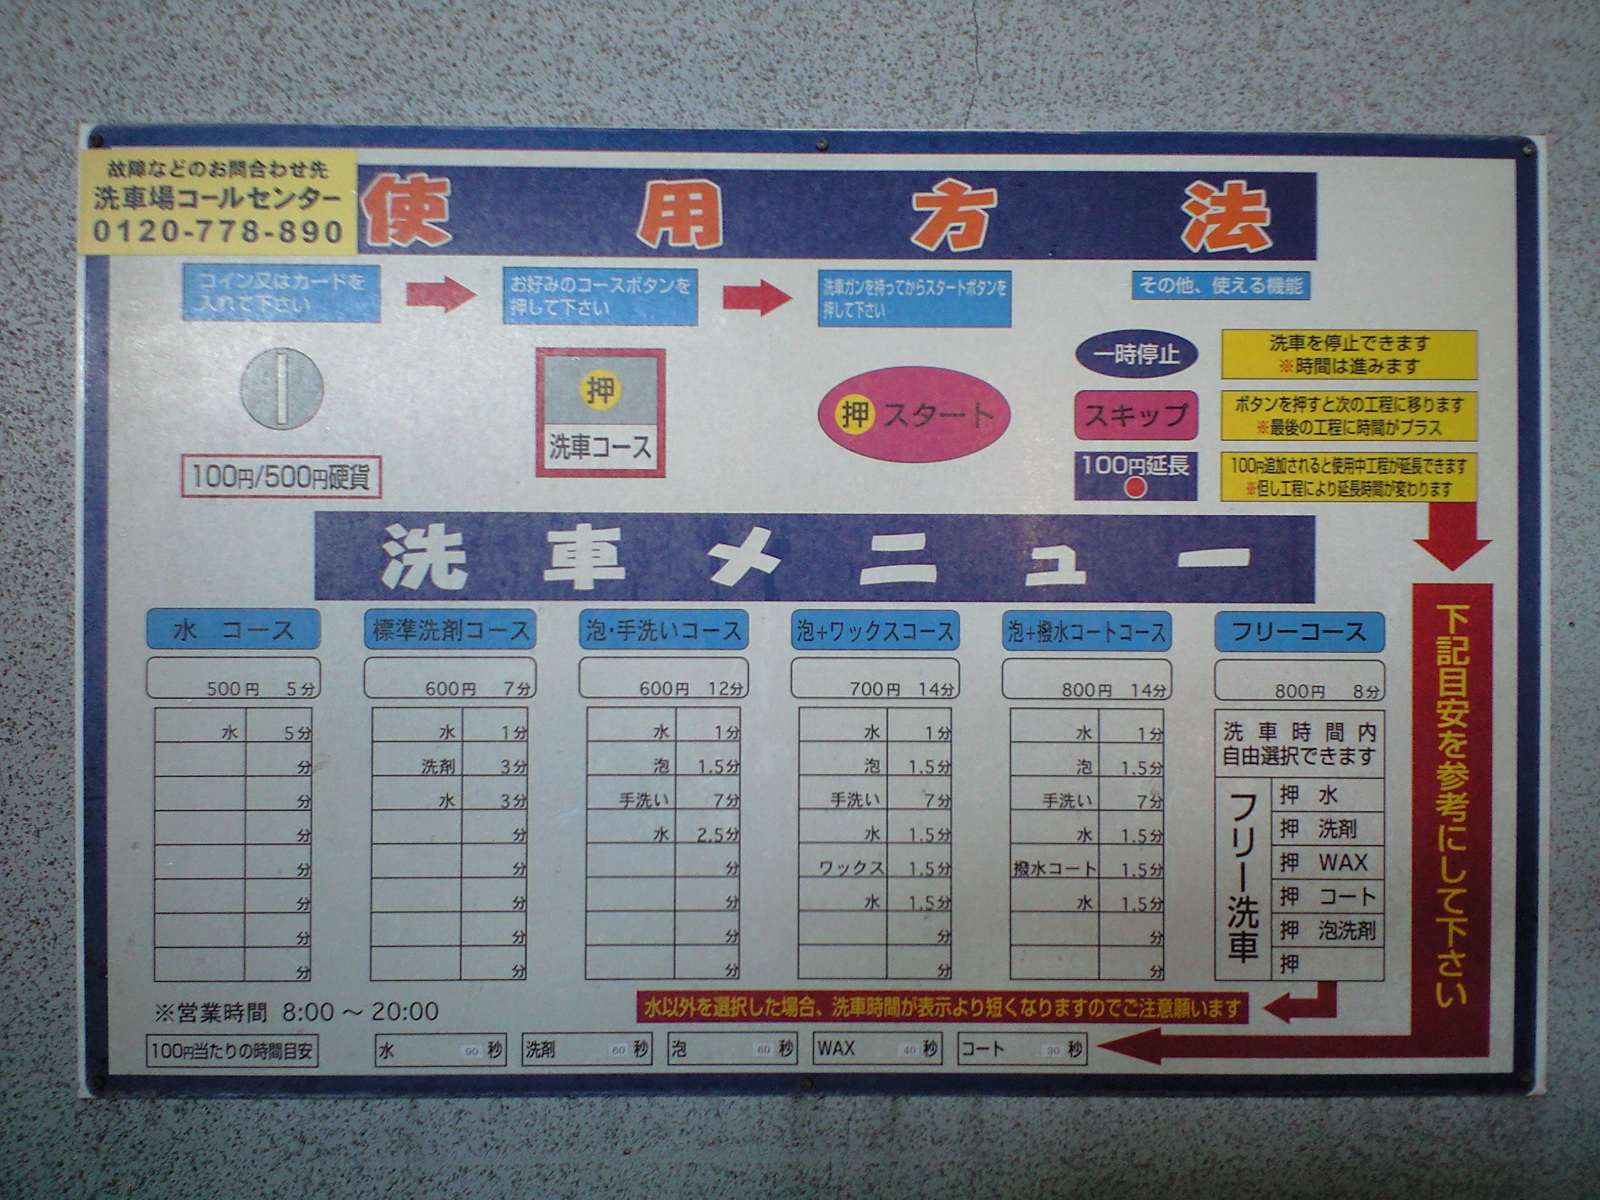 故障などのお問合わせ先
洗車場コールセンター
0120-778-890
使用方法
コイン又はカードを
入れて下さい
お好みのコースボタンを
押して下さい
洗車ガンを持ってからスタートボタンを
押して下さい
その他、使える機能
100円/500円硬貨
押
洗車コース
押 スタート
一時停止
洗車を停止できます
※時間は進みます
スキップ
ボタンを押すと次の工程に移ります
※最後の工程に時間がプラス
100円延長
100円追加されると使用中工程が延長できます
※但し工程により延長時間が変わります
洗車メニュー
下記目安を参考にして下さい
水 コース
500円 5分
水 5分
分
分
分
分
分
分
分
標準洗剤コース
600円 7分
水 1分
洗剤 3分
水 3分
分
分
分
分
分
泡・手洗いコース
600円 12分
水 1分
泡 1.5分
手洗い 7分
水 2.5分
分
分
分
分
泡+ワックスコース
700円 14分
水 1分
泡 1.5分
手洗い 7分
水 1.5分
ワックス 1.5分
水 1.5分
分
分
泡+撥水コートコース
800円 14分
水 1分
泡 1.5分
手洗い 7分
水 1.5分
撥水コート 1.5分
水 1.5分
分
分
フリーコース
800円 8分
洗車時間内
自由選択できます
フリー洗車
押 水
押 洗剤
押 WAX
押 コート
押 泡洗剤
押
※営業時間 8:00〜20:00
水以外を選択した場合、洗車時間が表示より短くなりますのでご注意願います
100円当たりの時間目安
水 90 秒
洗剤 60 秒
泡 60 秒
WAX 40 秒
コート 30 秒